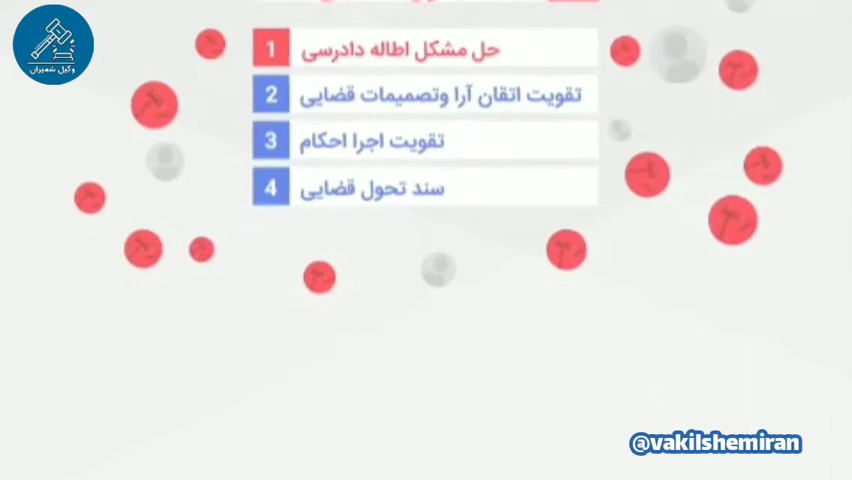 وکیل شمیران
1 حل مشکل اطاله دادرسی
2 تقویت اتقان آرا وتصمیمات قضایی
3 تقویت اجرا احکام
4 سند تحول قضایی
@vakilshemiran